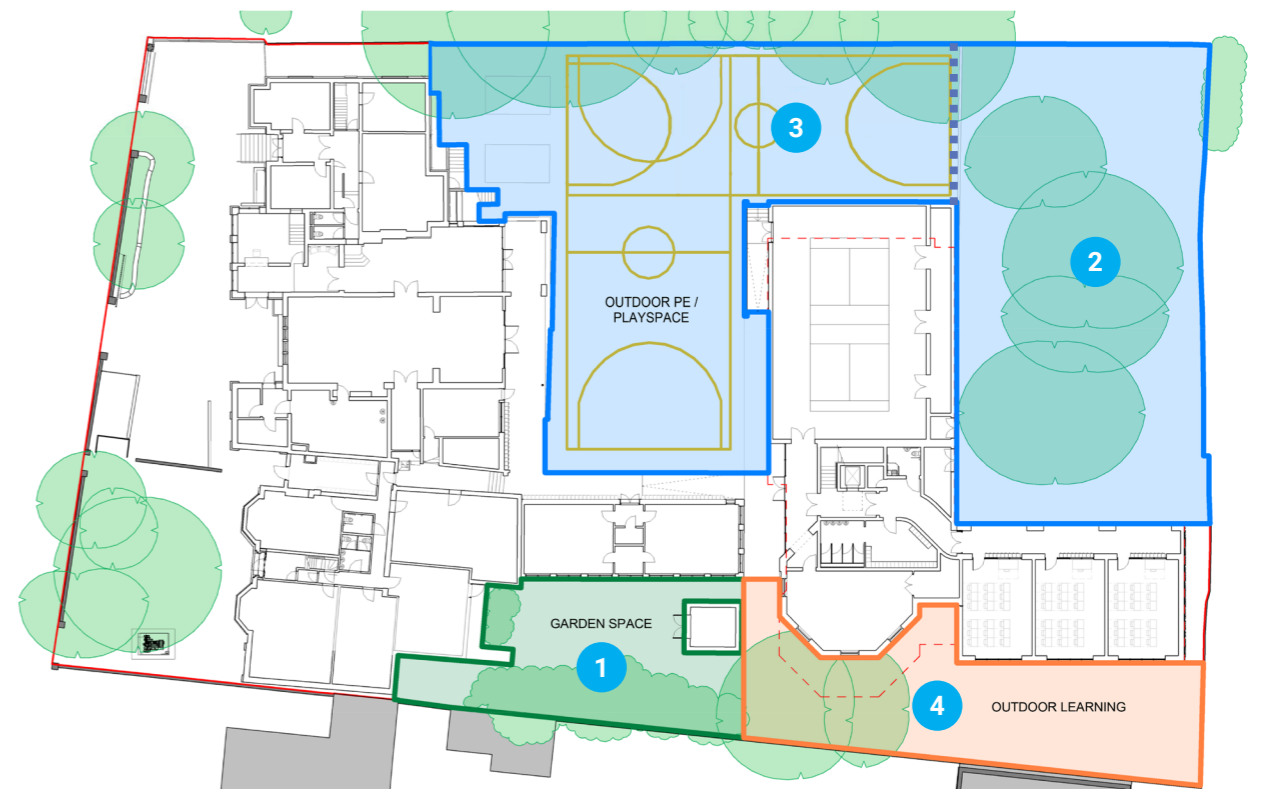 3
2
OUTDOOR PE /
PLAYSPACE
GARDEN SPACE
1
4
OUTDOOR LEARNING